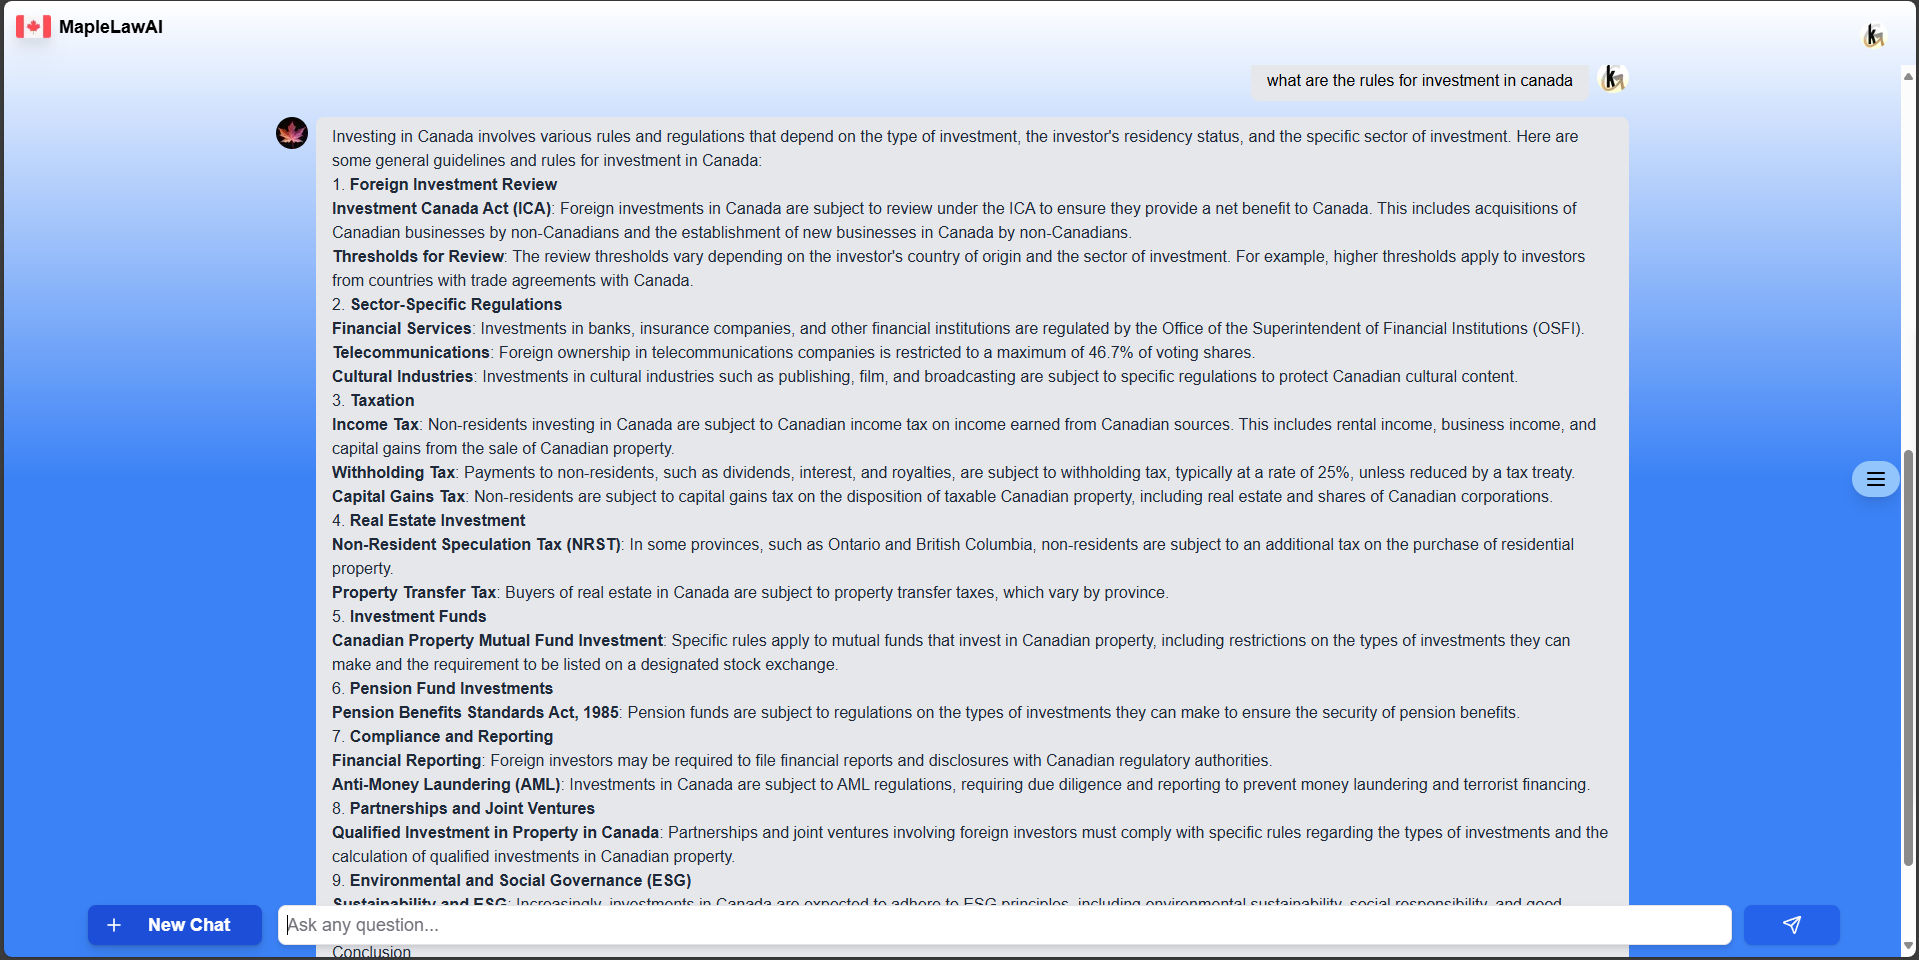 MapleLawAI
what are the rules for investment in canada
Investing in Canada involves various rules and regulations that depend on the type of investment, the investor's residency status, and the specific sector of investment. Here are
some general guidelines and rules for investment in Canada:
1. Foreign Investment Review
Investment Canada Act (ICA): Foreign investments in Canada are subject to review under the ICA to ensure they provide a net benefit to Canada. This includes acquisitions of
Canadian businesses by non-Canadians and the establishment of new businesses in Canada by non-Canadians.
Thresholds for Review: The review thresholds vary depending on the investor's country of origin and the sector of investment. For example, higher thresholds apply to investors
from countries with trade agreements with Canada.
2. Sector-Specific Regulations
Financial Services: Investments in banks, insurance companies, and other financial institutions are regulated by the Office of the Superintendent of Financial Institutions (OSFI).
Telecommunications: Foreign ownership in telecommunications companies is restricted to a maximum of 46.7% of voting shares.
Cultural Industries: Investments in cultural industries such as publishing, film, and broadcasting are subject to specific regulations to protect Canadian cultural content.
3. Taxation
Income Tax: Non-residents investing in Canada are subject to Canadian income tax on income earned from Canadian sources. This includes rental income, business income, and
capital gains from the sale of Canadian property.
Withholding Tax: Payments to non-residents, such as dividends, interest, and royalties, are subject to withholding tax, typically at a rate of 25%, unless reduced by a tax treaty.
Capital Gains Tax: Non-residents are subject to capital gains tax on the disposition of taxable Canadian property, including real estate and shares of Canadian corporations.
4. Real Estate Investment
Non-Resident Speculation Tax (NRST): In some provinces, such as Ontario and British Columbia, non-residents are subject to an additional tax on the purchase of residential
property.
Property Transfer Tax: Buyers of real estate in Canada are subject to property transfer taxes, which vary by province.
5. Investment Funds
Canadian Property Mutual Fund Investment: Specific rules apply to mutual funds that invest in Canadian property, including restrictions on the types of investments they can
make and the requirement to be listed on a designated stock exchange.
6. Pension Fund Investments
Pension Benefits Standards Act, 1985: Pension funds are subject to regulations on the types of investments they can make to ensure the security of pension benefits.
7. Compliance and Reporting
Financial Reporting: Foreign investors may be required to file financial reports and disclosures with Canadian regulatory authorities.
Anti-Money Laundering (AML): Investments in Canada are subject to AML regulations, requiring due diligence and reporting to prevent money laundering and terrorist financing.
8. Partnerships and Joint Ventures
Qualified Investment in Property in Canada: Partnerships and joint ventures involving foreign investors must comply with specific rules regarding the types of investments and the
calculation of qualified investments in Canadian property.
9. Environmental and Social Governance (ESG)
Sustainability and ESG: Increasingly, investments in Canada are expected to adhere to ESG principles, including environmental sustainability, social responsibility, and good
New Chat
Ask any question...
Conclusion